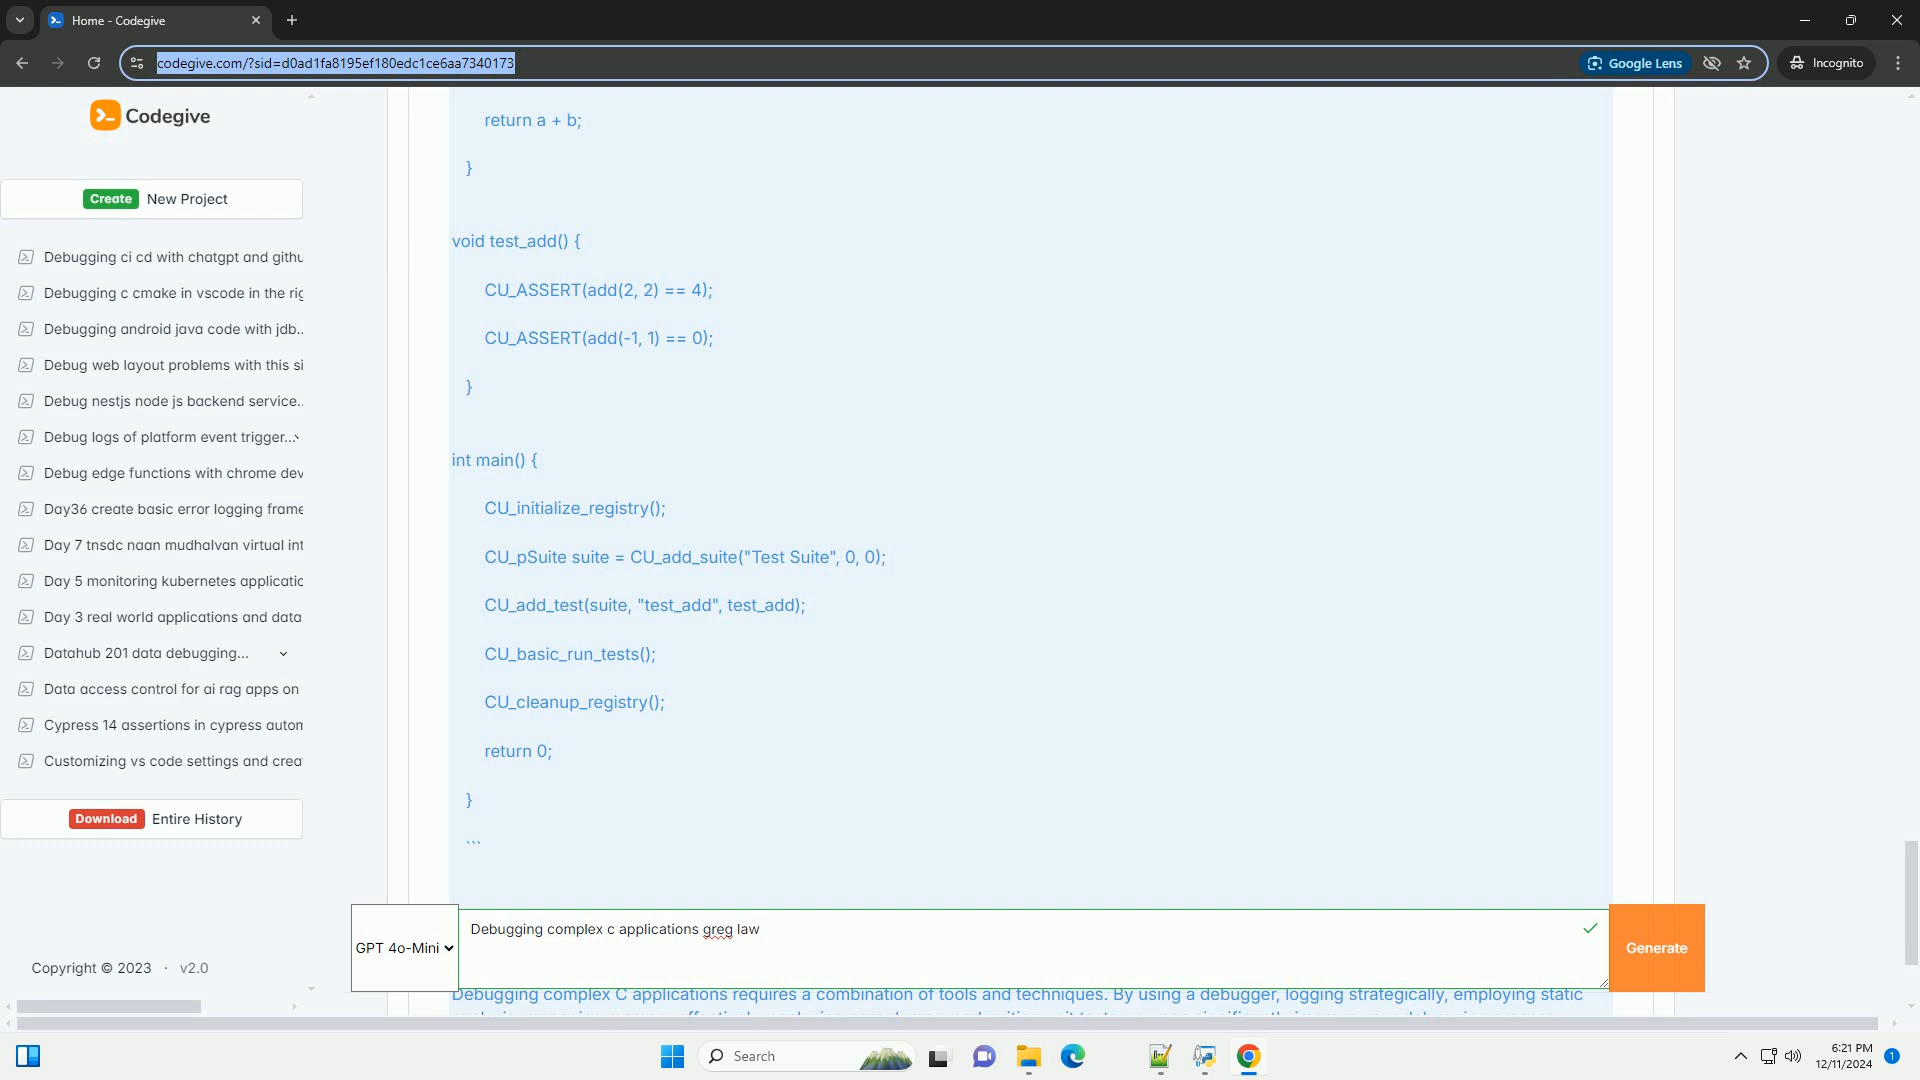 Home - Codegive
codegive.com/?sid=d0ad1fa8195ef180edc1ce6aa7340173
Google Lens
Incognito
Codegive
Create New Project
Debugging ci cd with chatgpt and githu
Debugging c cmake in vscode in the rig
Debugging android java code with jdb...
Debug web layout problems with this si
Debug nestjs node js backend service...
Debug logs of platform event trigger...
Debug edge functions with chrome dev
Day36 create basic error logging frame
Day 7 tnsdc naan mudhalvan virtual int
Day 5 monitoring kubernetes applicatio
Day 3 real world applications and data
Datahub 201 data debugging...
Data access control for ai rag apps on
Cypress 14 assertions in cypress autom
Customizing vs code settings and crea
Download Entire History
Copyright © 2023 · v2.0
return a + b;
}
void test_add() {
CU_ASSERT(add(2, 2) == 4);
CU_ASSERT(add(-1, 1) == 0);
}
int main() {
CU_initialize_registry();
CU_pSuite suite = CU_add_suite("Test Suite", 0, 0);
CU_add_test(suite, "test_add", test_add);
CU_basic_run_tests();
CU_cleanup_registry();
return 0;
}
```
GPT 4o-Mini
Debugging complex c applications greg law
Generate
Debugging complex C applications requires a combination of tools and techniques. By using a debugger, logging strategically, employing static
Search
6:21 PM
12/11/2024
1